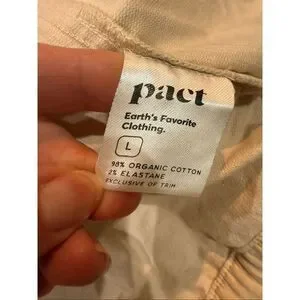 pact
Earth's Favorite
Clothing.
L
98% ORGANIC COTTON
2% ELASTANE
EXCLUSIVE OF TRIM